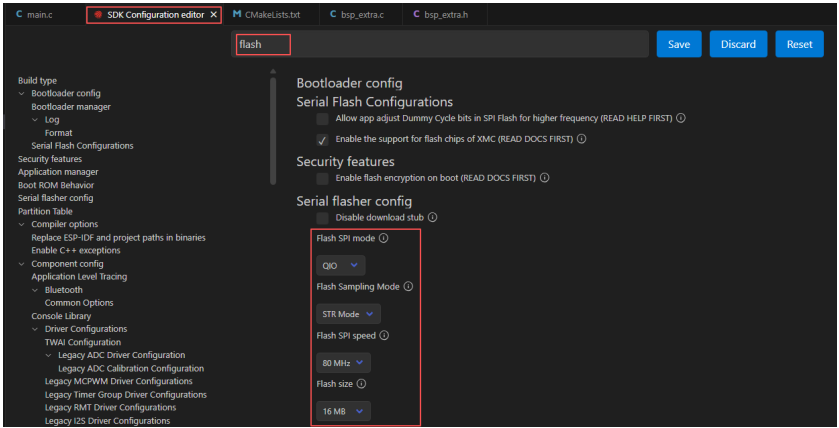 C main.c
SDK Configuration editor ×
M CMakeLists.txt
C bsp_extra.c
C bsp_extra.h
flash
Save
Discard
Reset
Build type
Bootloader config
Bootloader manager
Log
Format
Serial Flash Configurations
Security features
Application manager
Boot ROM Behavior
Serial flasher config
Partition Table
Compiler options
Replace ESP-IDF and project paths in binaries
Enable C++ exceptions
Component config
Application Level Tracing
Bluetooth
Common Options
Console Library
Driver Configurations
TWAI Configuration
Legacy ADC Driver Configuration
Legacy ADC Calibration Configuration
Legacy MCPWM Driver Configurations
Legacy Timer Group Driver Configurations
Legacy RMT Driver Configurations
Legacy I2S Driver Configurations
Bootloader config
Serial Flash Configurations
Allow app adjust Dummy Cycle bits in SPI Flash for higher frequency (READ HELP FIRST)
Enable the support for flash chips of XMC (READ DOCS FIRST)
Security features
Enable flash encryption on boot (READ DOCS FIRST)
Serial flasher config
Disable download stub
Flash SPI mode
QIO
Flash Sampling Mode
STR Mode
Flash SPI speed
80 MHz
Flash size
16 MB